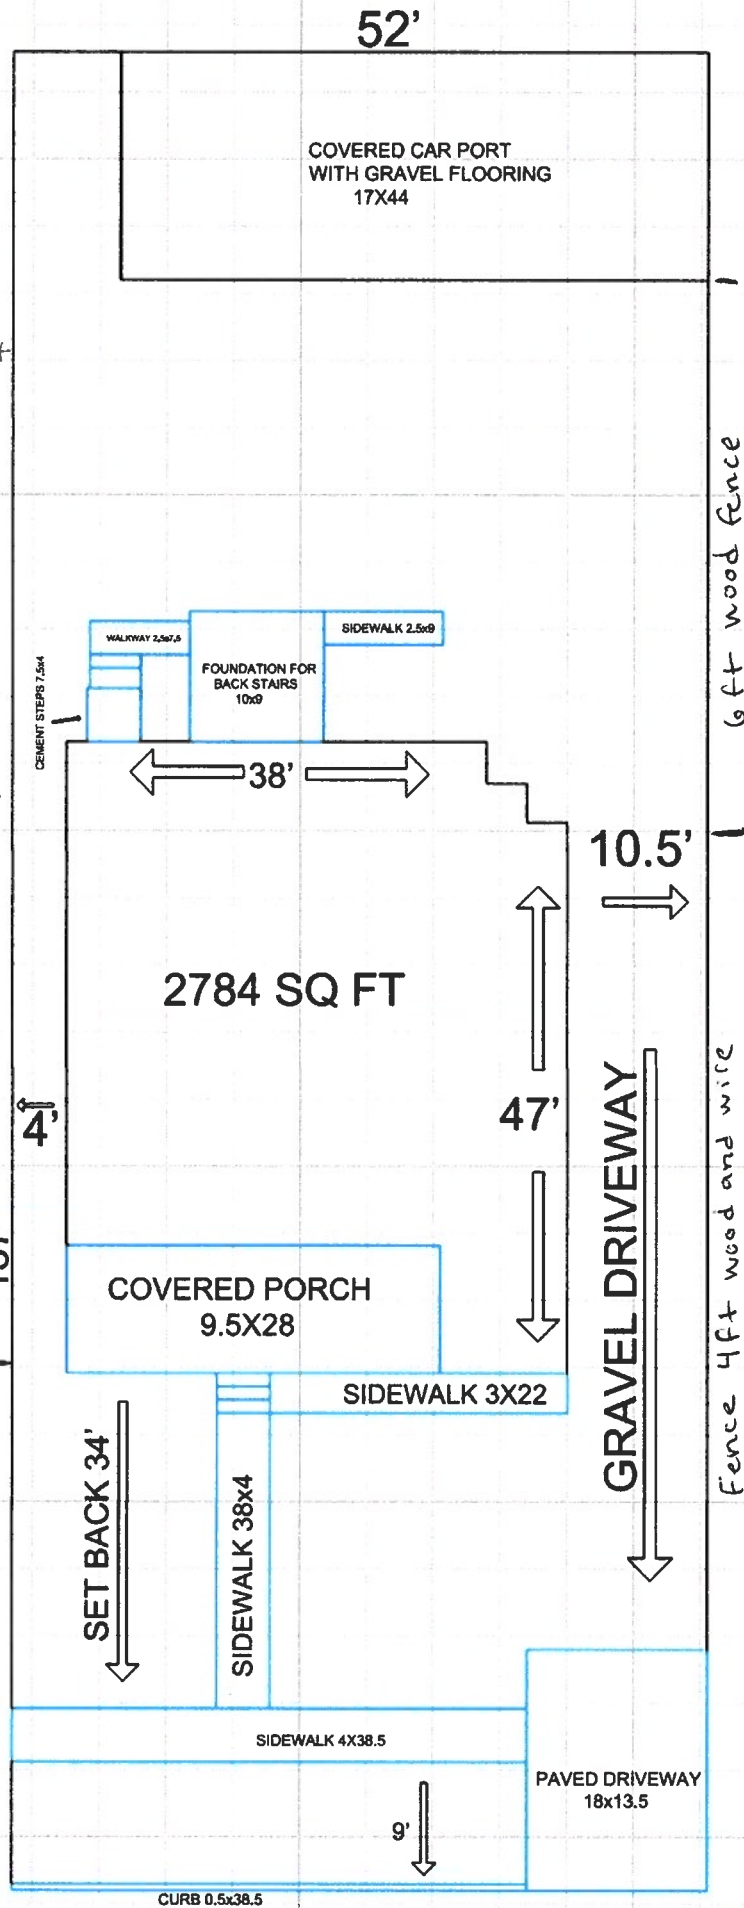 52'
COVERED CAR PORT
WITH GRAVEL FLOORING
17X44
6 ft wood fence
WALKWAY 2.5x7.5
SIDEWALK 2.5x9
FOUNDATION FOR
BACK STAIRS
10x9
CEMENT STEPS 7.5x4
38'
10.5'
2784 SQ FT
47'
4'
GRAVEL DRIVEWAY
Fence 4ft wood and wire
COVERED PORCH
9.5X28
SIDEWALK 3X22
SET BACK 34'
SIDEWALK 38x4
SIDEWALK 4X38.5
PAVED DRIVEWAY
18x13.5
9'
CURB 0.5x38.5